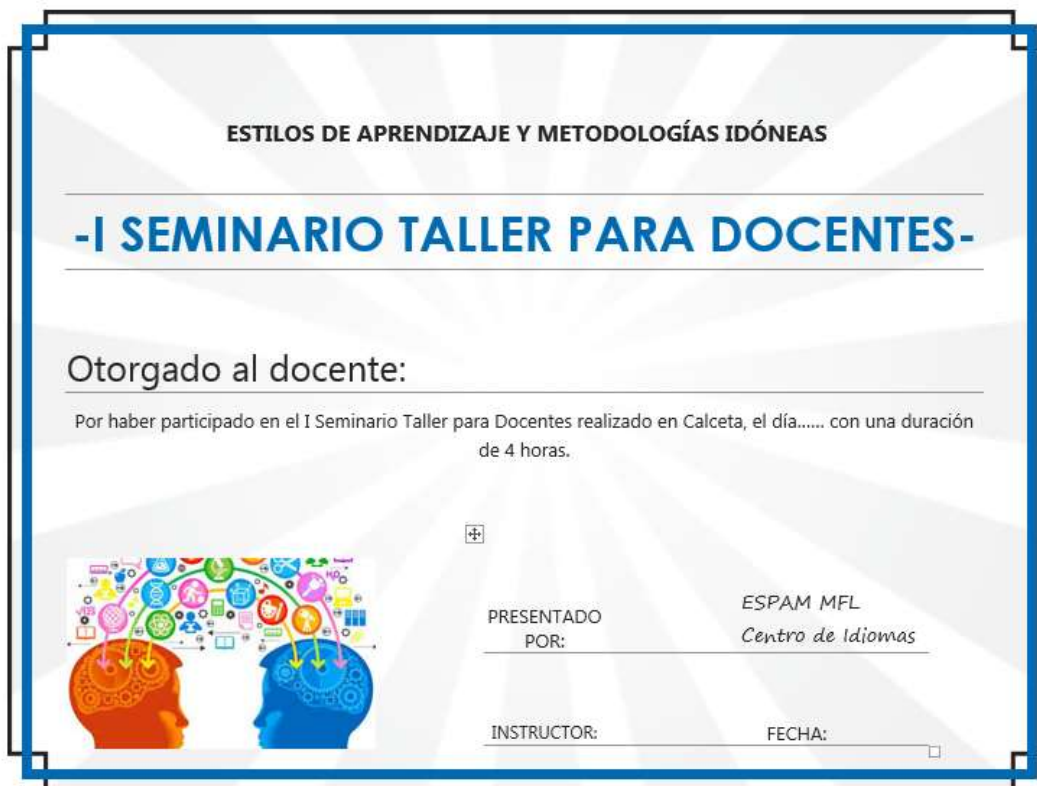 ESTILOS DE APRENDIZAJE Y METODOLOGÍAS IDÓNEAS
-I SEMINARIO TALLER PARA DOCENTES-
Otorgado al docente:
Por haber participado en el I Seminario Taller para Docentes realizado en Calceta, el día...... con una duración
de 4 horas.
H₂O
√133
PRESENTADO
POR:
ESPAM MFL
Centro de Idiomas
INSTRUCTOR:
FECHA: